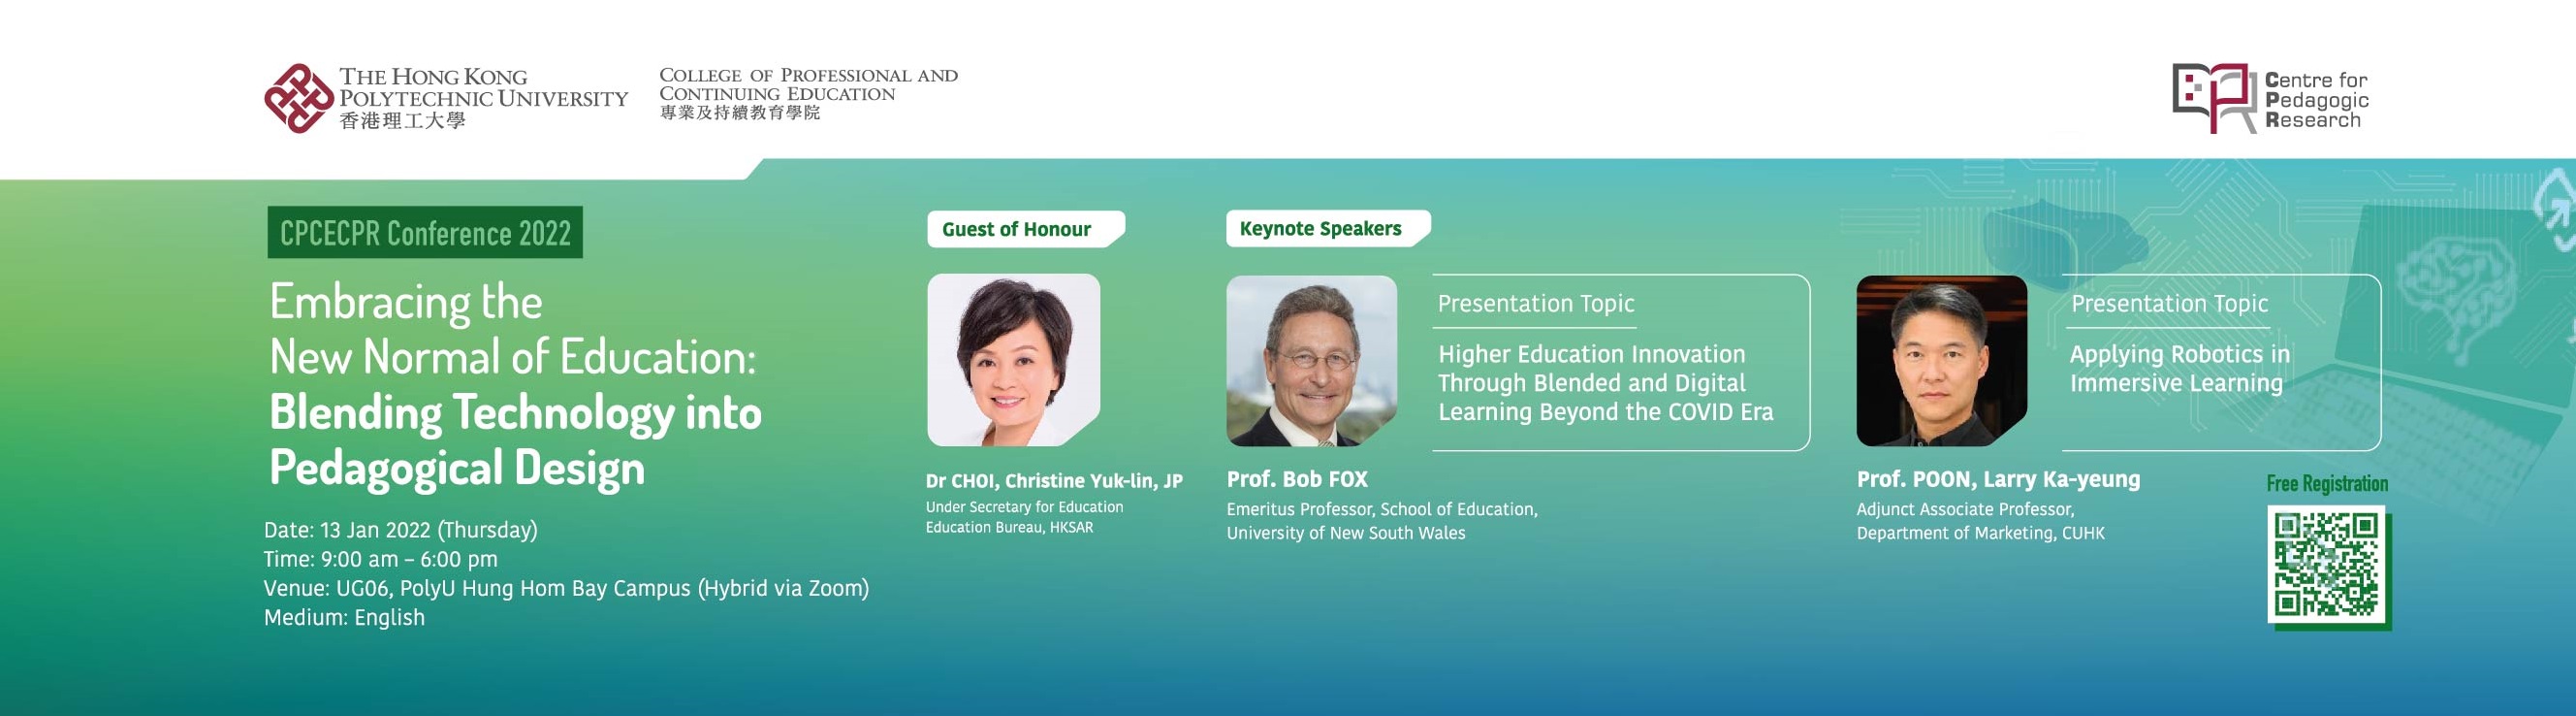 THE HONG KONG
POLYTECHNIC UNIVERSITY
香港理工大學
COLLEGE OF PROFESSIONAL AND
CONTINUING EDUCATION
專業及持續教育學院
Centre for
Pedagogic
Research
CPCECPR Conference 2022
Embracing the
New Normal of Education:
Blending Technology into
Pedagogical Design
Date: 13 Jan 2022 (Thursday)
Time: 9:00 am – 6:00 pm
Venue: UG06, PolyU Hung Hom Bay Campus (Hybrid via Zoom)
Medium: English
Guest of Honour
Dr CHOI, Christine Yuk-lin, JP
Under Secretary for Education
Education Bureau, HKSAR
Keynote Speakers
Presentation Topic
Higher Education Innovation
Through Blended and Digital
Learning Beyond the COVID Era
Prof. Bob FOX
Emeritus Professor, School of Education,
University of New South Wales
Presentation Topic
Applying Robotics in
Immersive Learning
Prof. POON, Larry Ka-yeung
Adjunct Associate Professor,
Department of Marketing, CUHK
Free Registration